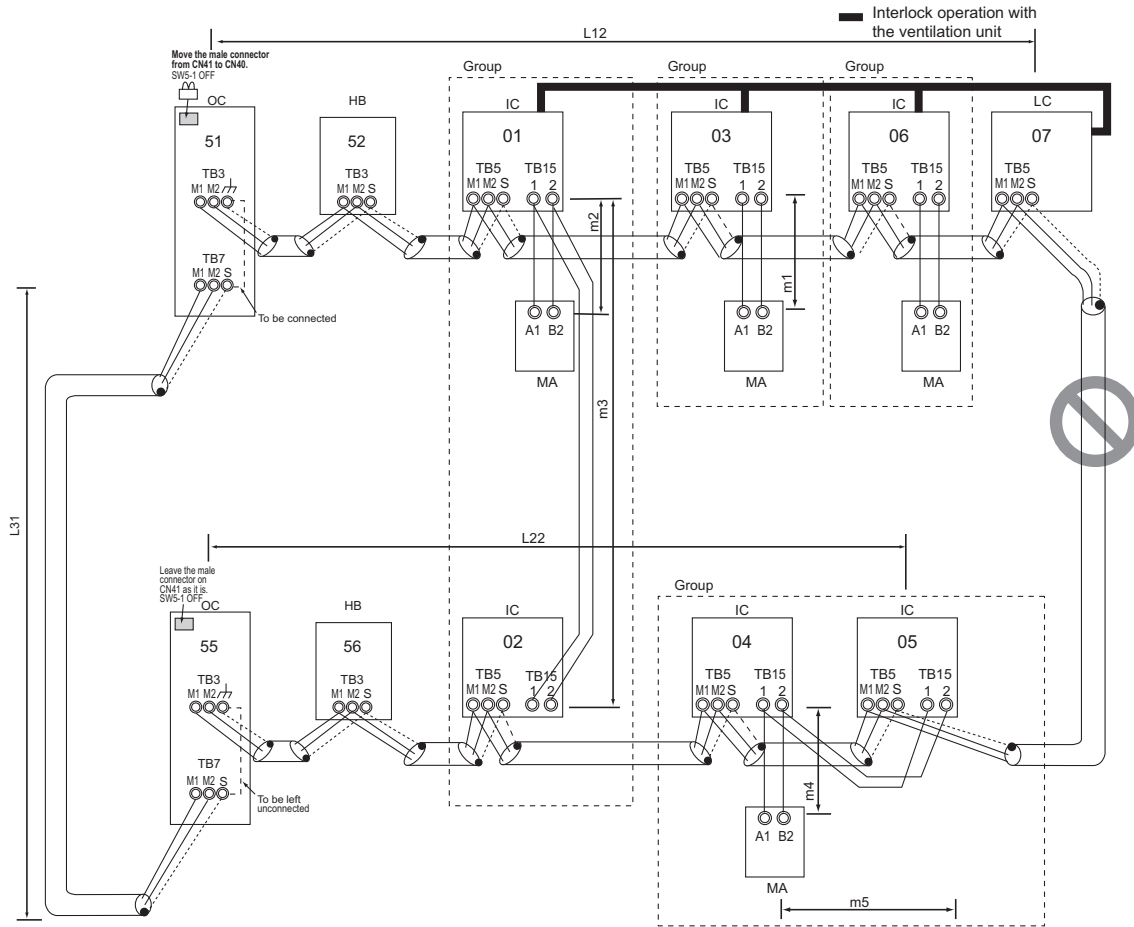 Interlock operation with
the ventilation unit
L12
Move the male connector
from CN41 to CN40.
SW5-1 OFF
Group
Group
Group
OC
HB
IC
IC
IC
LC
51
52
01
03
06
07
TB3
TB3
TB5
TB15
TB5
TB15
TB5
TB15
TB5
M1 M2
M1 M2 S
M1 M2 S
1 2
M1 M2 S
1 2
M1 M2 S
1 2
M1 M2 S
m2
m1
TB7
M1 M2 S
To be connected
A1 B2
A1 B2
A1 B2
MA
MA
MA
m3
L31
L22
Leave the male
connector on
CN41 as it is.
SW5-1 OFF
Group
OC
HB
IC
IC
IC
55
56
02
04
05
TB3
TB3
TB5
TB15
TB5
TB15
TB5
TB15
M1 M2
M1 M2 S
M1 M2 S
1 2
M1 M2 S
1 2
M1 M2 S
1 2
TB7
M1 M2 S
To be left
unconnected
m4
A1 B2
MA
m5